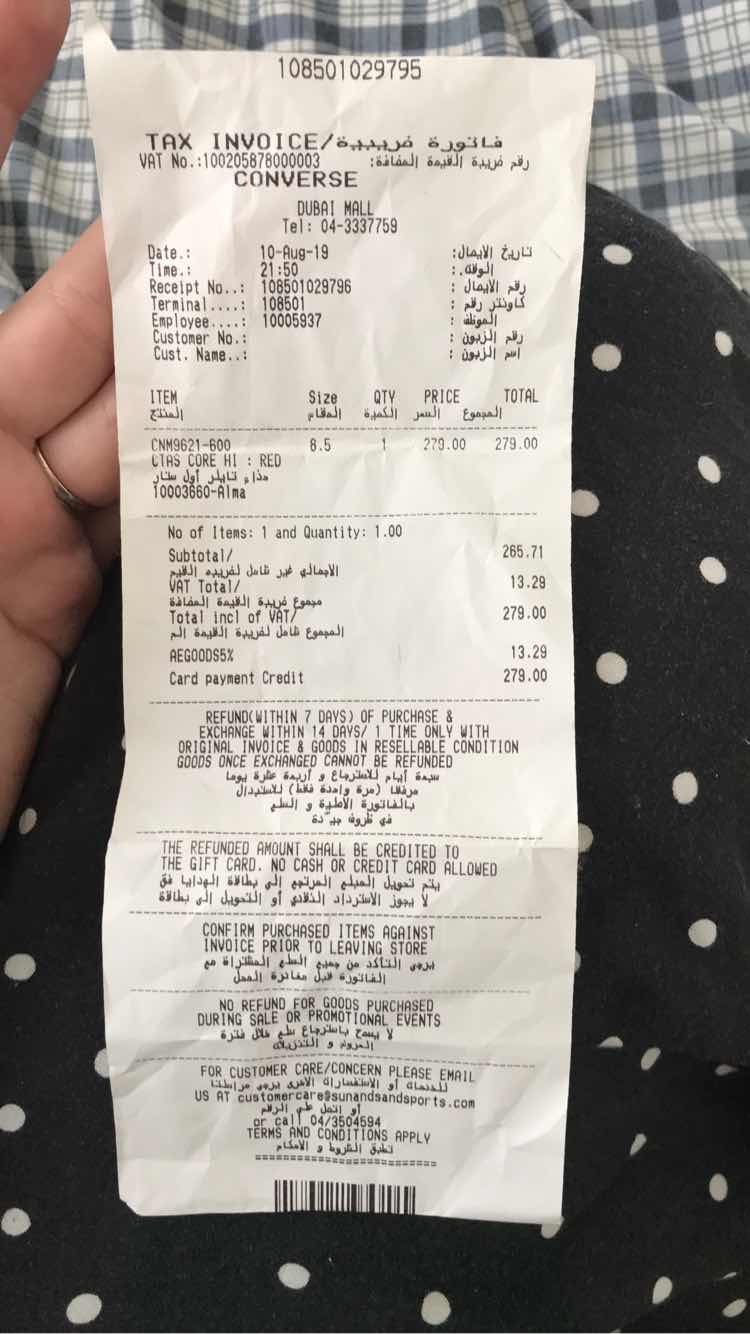 108501029795
TAX INVOICE/فاتورة ضريبية
VAT No.:100205878000003 رقم ضريبة القيمة المضافة:
CONVERSE
DUBAI MALL
Tel: 04-3337759
Date.: 10-Aug-19 تاريخ الايصال:
Time.: 21:50 الوقت.:
Receipt No..: 108501029796 رقم الايصال :
Terminal....: 108501 كاونتر رقم :
Employee....: 10005937 الموظف :
Customer No.: رقم الزبون :
Cust. Name..: اسم الزبون :
ITEM Size QTY PRICE TOTAL
المنتج المقاس الكمية السعر المجموع
CNM9621-600 8.5 1 279.00 279.00
CTAS CORE HI : RED
حذاء تايلر أول ستار
10003660-Alma
No of Items: 1 and Quantity: 1.00
Subtotal/ 265.71
الاجمالي غير شامل لضريبه القيم
VAT Total/ 13.29
مجموع ضريبة القيمة المضافة
Total incl of VAT/ 279.00
المجموع شامل لضريبة القيمة الم
AEGOODS5% 13.29
Card payment Credit 279.00
REFUND(WITHIN 7 DAYS) OF PURCHASE &
EXCHANGE WITHIN 14 DAYS/ 1 TIME ONLY WITH
ORIGINAL INVOICE & GOODS IN RESELLABLE CONDITION
GOODS ONCE EXCHANGED CANNOT BE REFUNDED
سبعة أيام للاسترجاع و أربعة عشرة يوما
مرفقا (مرة واحدة فقط) للاستبدال
بالفاتورة الاصلية و السلع
في ظروف جيّدة
THE REFUNDED AMOUNT SHALL BE CREDITED TO
THE GIFT CARD. NO CASH OR CREDIT CARD ALLOWED
يتم تحويل المبلغ المرتجع إلى بطاقة الهدايا فق
لا يجوز الاسترداد النقدي أو التحويل إلى بطاقة
CONFIRM PURCHASED ITEMS AGAINST
INVOICE PRIOR TO LEAVING STORE
يرجى التأكد من جميع السلع المشتراة مع
الفاتورة قبل مغادرة المحل
NO REFUND FOR GOODS PURCHASED
DURING SALE OR PROMOTIONAL EVENTS
لا يسمح باسترجاع سلع خلال فترة
العروض و التنزيلات
FOR CUSTOMER CARE/CONCERN PLEASE EMAIL
للخدمات أو الاستفسارات الاخرى يرجى مراسلتنا
US AT customercare@sunandsandsports.com
أو اتصل على الرقم
or call 04/3504594
TERMS AND CONDITIONS APPLY
تطبق الشروط و الاحكام